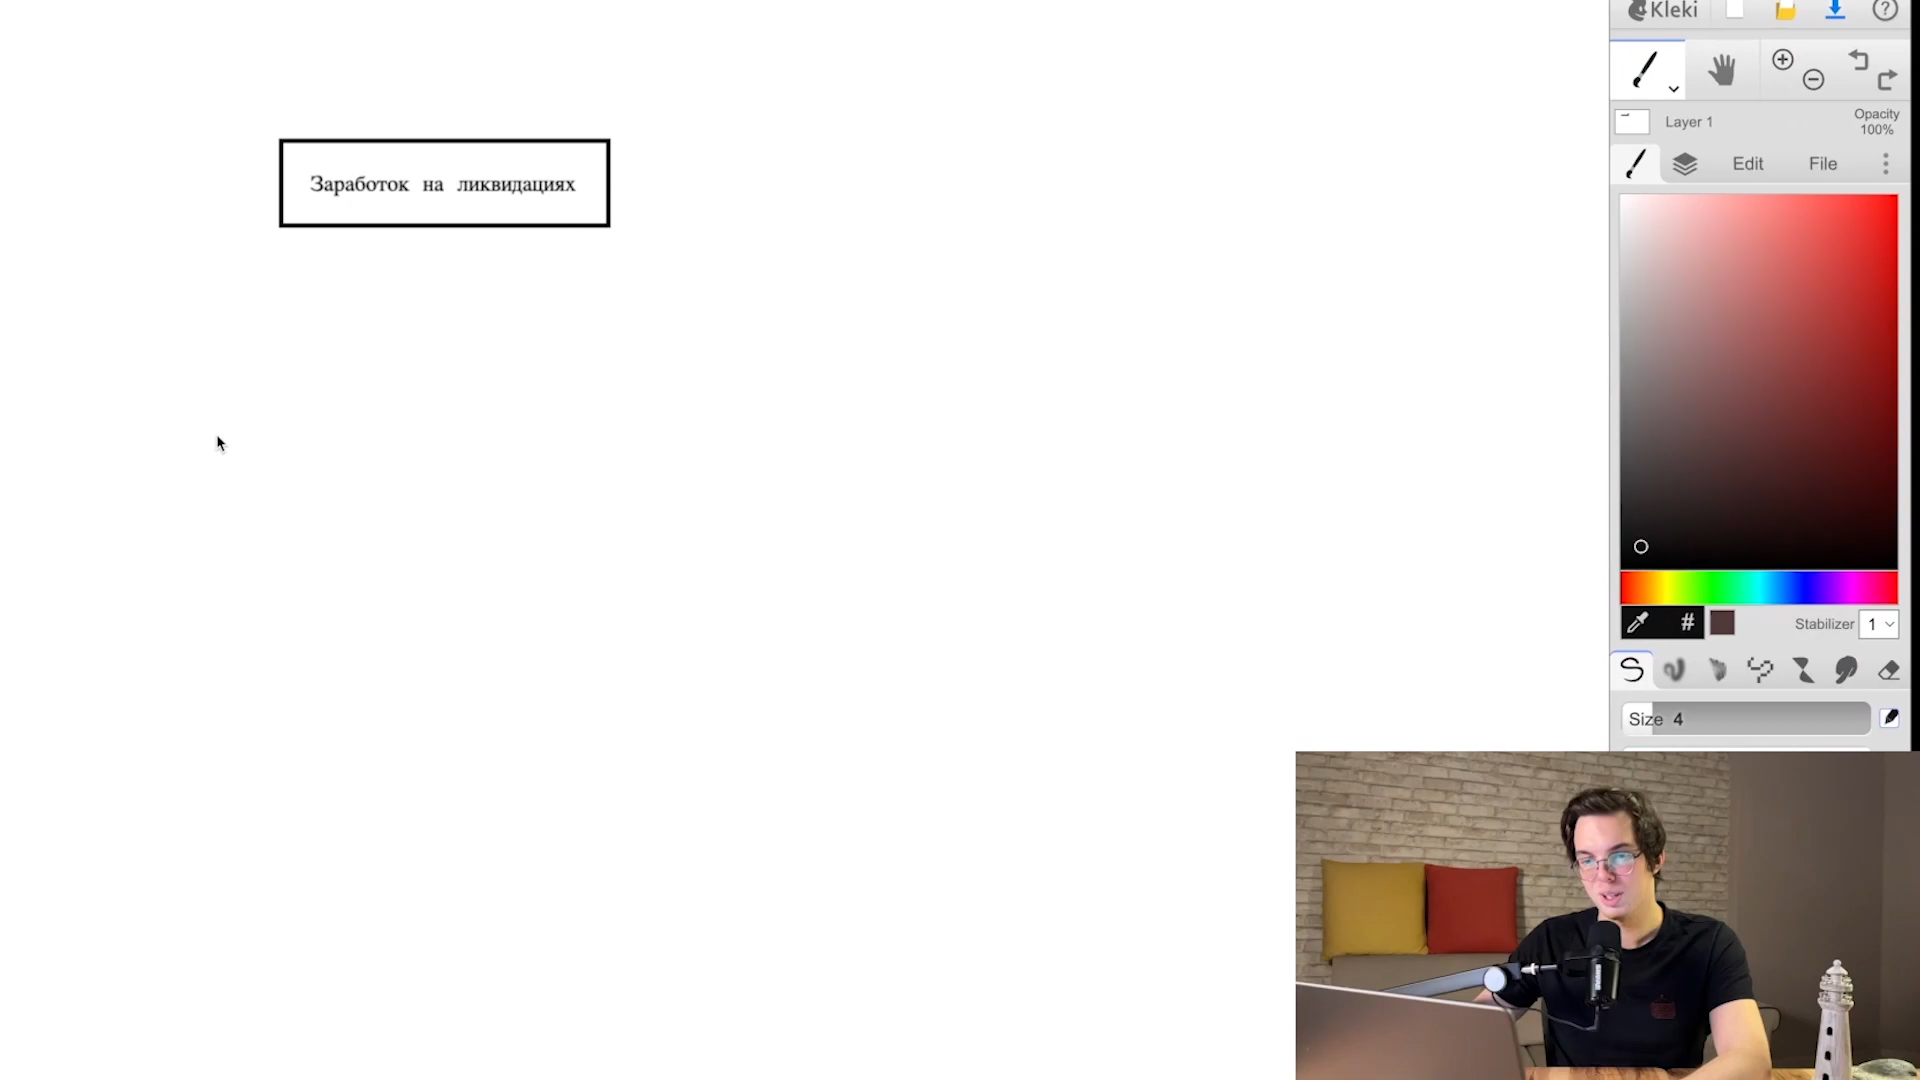 Kleki
?
Layer 1
Opacity
100%
Edit
File
Заработок на ликвидациях
#
Stabilizer
1
Size 4